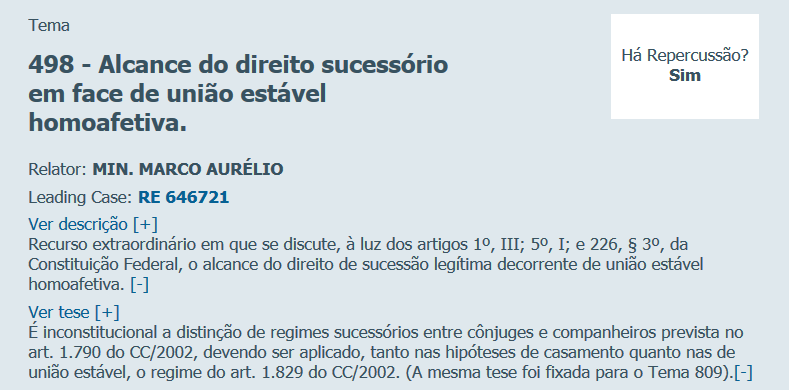 Tema
498 - Alcance do direito sucessório
em face de união estável
homoafetiva.
Há Repercussão?
Sim
Relator: MIN. MARCO AURÉLIO
Leading Case: RE 646721
Ver descrição [+]
Recurso extraordinário em que se discute, à luz dos artigos 1º, III; 5º, I; e 226, § 3º, da
Constituição Federal, o alcance do direito de sucessão legítima decorrente de união estável
homoafetiva. [-]
Ver tese [+]
É inconstitucional a distinção de regimes sucessórios entre cônjuges e companheiros prevista no
art. 1.790 do CC/2002, devendo ser aplicado, tanto nas hipóteses de casamento quanto nas de
união estável, o regime do art. 1.829 do CC/2002. (A mesma tese foi fixada para o Tema 809).[-]